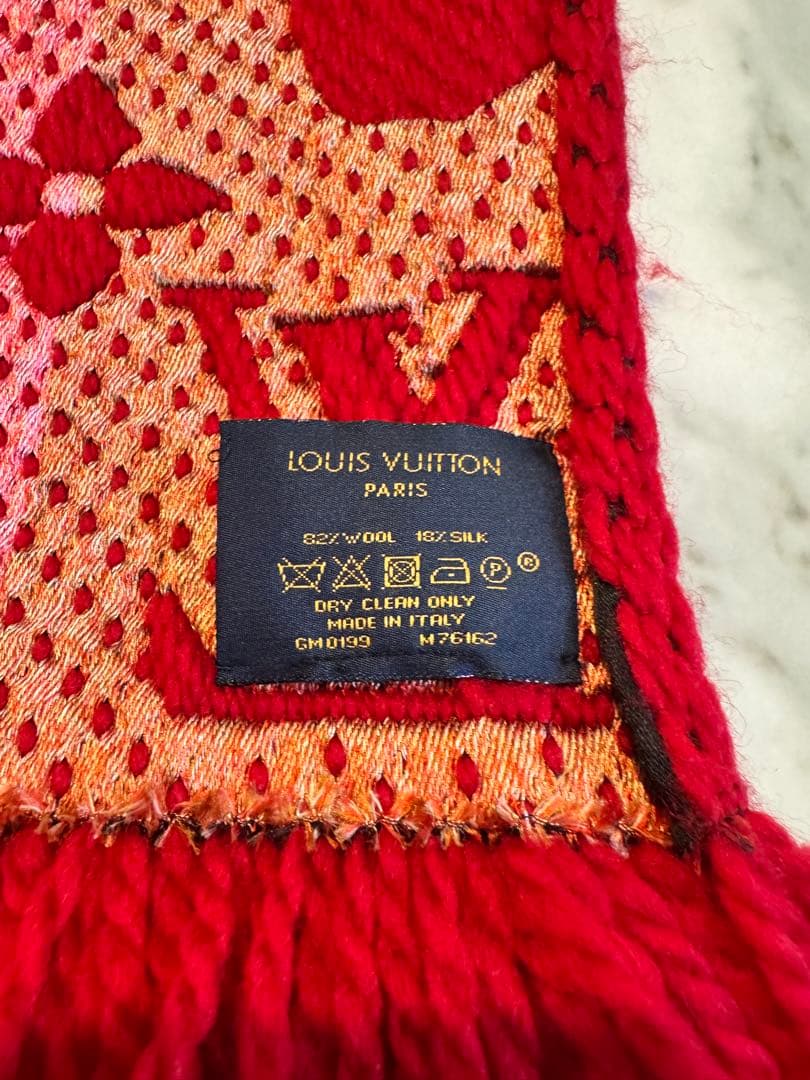 LOUIS VUITTON
PARIS
82% WOOL 18% SILK
P ®
DRY CLEAN ONLY
MADE IN ITALY
GM0199 M76162